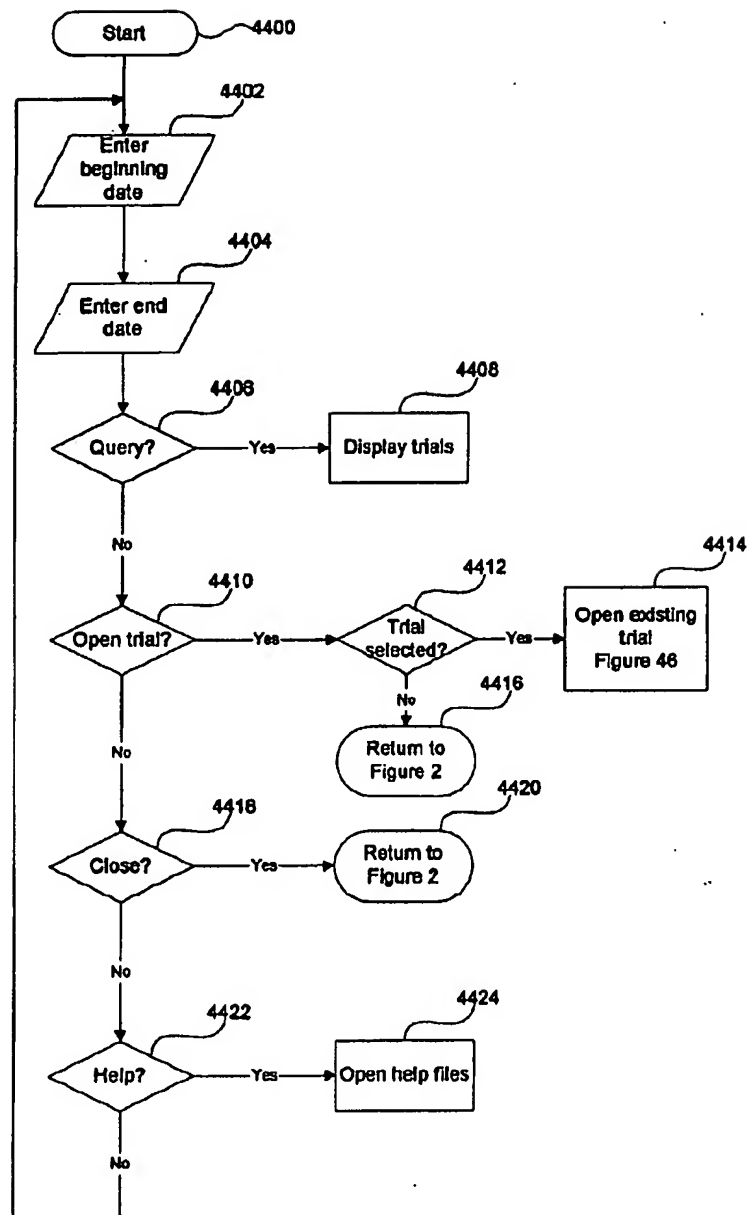 Start
4400
4402
Enter
beginning
date
4404
Enter end
date
4406
Query?
Yes
4408
Display trials
No
4410
Open trial?
Yes
4412
Trial
selected?
Yes
4414
Open existing
trial
Figure 46
No
4416
Return to
Figure 2
No
4418
Close?
Yes
4420
Return to
Figure 2
No
4422
Help?
Yes
4424
Open help files
No